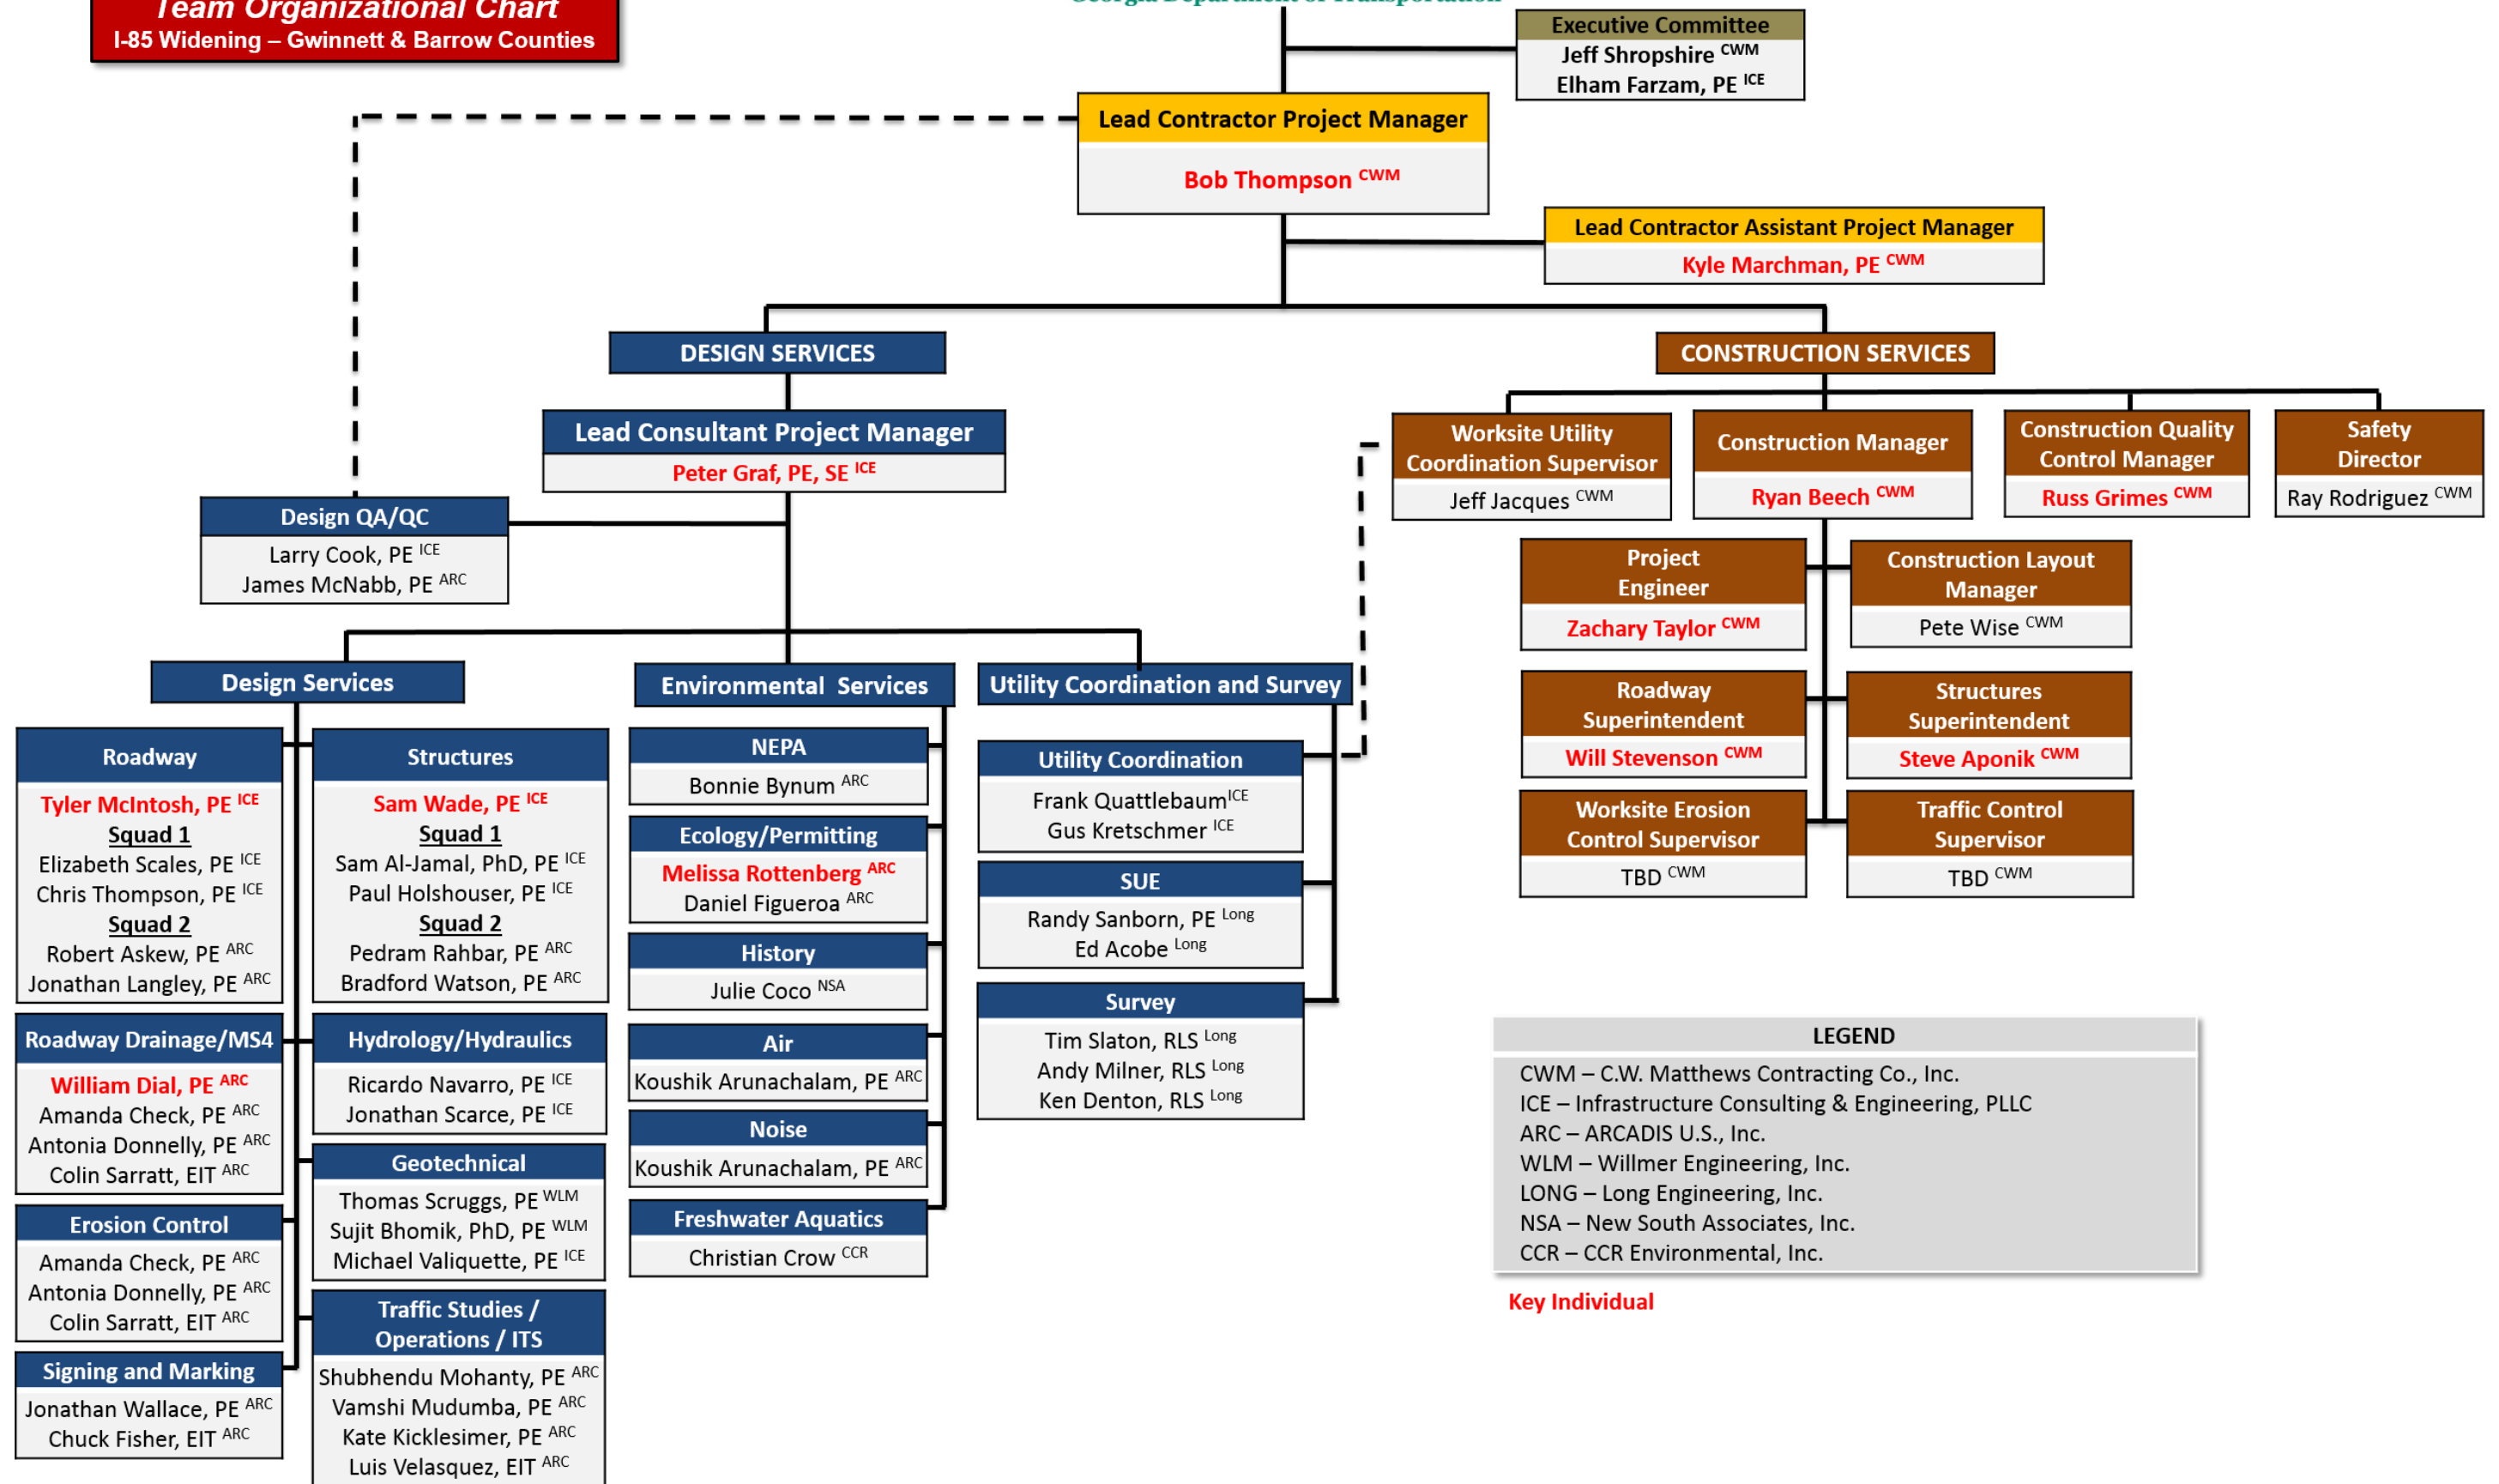 Team Organizational Chart
I-85 Widening – Gwinnett & Barrow Counties
Georgia Department of Transportation
Executive Committee
Jeff Shropshire CWM
Elham Farzam, PE ICE
Lead Contractor Project Manager
Bob Thompson CWM
Lead Contractor Assistant Project Manager
Kyle Marchman, PE CWM
DESIGN SERVICES
Lead Consultant Project Manager
Peter Graf, PE, SE ICE
Design QA/QC
Larry Cook, PE ICE
James McNabb, PE ARC
Design Services
Roadway
Tyler McIntosh, PE ICE
Squad 1
Elizabeth Scales, PE ICE
Chris Thompson, PE ICE
Squad 2
Robert Askew, PE ARC
Jonathan Langley, PE ARC
Roadway Drainage/MS4
William Dial, PE ARC
Amanda Check, PE ARC
Antonia Donnelly, PE ARC
Colin Sarratt, EIT ARC
Erosion Control
Amanda Check, PE ARC
Antonia Donnelly, PE ARC
Colin Sarratt, EIT ARC
Signing and Marking
Jonathan Wallace, PE ARC
Chuck Fisher, EIT ARC
Structures
Sam Wade, PE ICE
Squad 1
Sam Al-Jamal, PhD, PE ICE
Paul Holshouser, PE ICE
Squad 2
Pedram Rahbar, PE ARC
Bradford Watson, PE ARC
Hydrology/Hydraulics
Ricardo Navarro, PE ICE
Jonathan Scarce, PE ICE
Geotechnical
Thomas Scruggs, PE WLM
Sujit Bhomik, PhD, PE WLM
Michael Valiquette, PE ICE
Traffic Studies /
Operations / ITS
Shubhendu Mohanty, PE ARC
Vamshi Mudumba, PE ARC
Kate Kicklesimer, PE ARC
Luis Velasquez, EIT ARC
Environmental Services
NEPA
Bonnie Bynum ARC
Ecology/Permitting
Melissa Rottenberg ARC
Daniel Figueroa ARC
History
Julie Coco NSA
Air
Koushik Arunachalam, PE ARC
Noise
Koushik Arunachalam, PE ARC
Freshwater Aquatics
Christian Crow CCR
Utility Coordination and Survey
Utility Coordination
Frank QuattlebaumICE
Gus Kretschmer ICE
SUE
Randy Sanborn, PE Long
Ed Acobe Long
Survey
Tim Slaton, RLS Long
Andy Milner, RLS Long
Ken Denton, RLS Long
CONSTRUCTION SERVICES
Worksite Utility
Coordination Supervisor
Jeff Jacques CWM
Construction Manager
Ryan Beech CWM
Construction Quality
Control Manager
Russ Grimes CWM
Safety
Director
Ray Rodriguez CWM
Project
Engineer
Zachary Taylor CWM
Construction Layout
Manager
Pete Wise CWM
Roadway
Superintendent
Will Stevenson CWM
Structures
Superintendent
Steve Aponik CWM
Worksite Erosion
Control Supervisor
TBD CWM
Traffic Control
Supervisor
TBD CWM
LEGEND
CWM – C.W. Matthews Contracting Co., Inc.
ICE – Infrastructure Consulting & Engineering, PLLC
ARC – ARCADIS U.S., Inc.
WLM – Willmer Engineering, Inc.
LONG – Long Engineering, Inc.
NSA – New South Associates, Inc.
CCR – CCR Environmental, Inc.
Key Individual